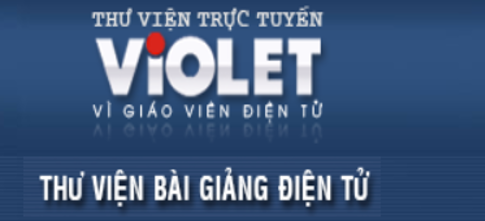 THƯ VIỆN TRỰC TUYẾN
ViOLET
VÌ GIÁO VIÊN ĐIỆN TỬ
THƯ VIỆN BÀI GIẢNG ĐIỆN TỬ